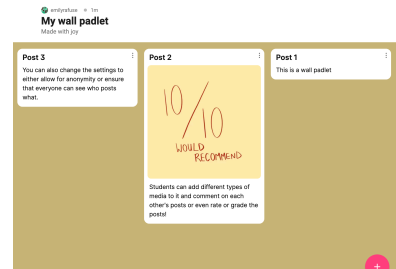 emilyrafuse 1m
My wall padlet
Made with joy
Post 3
You can also change the settings to
either allow for anonymity or ensure
that everyone can see who posts
what.
Post 2
10/10
WOULD
RECOMMEND
Students can add different types of
media to it and comment on each
other's posts or even rate or grade the
posts!
Post 1
This is a wall padlet